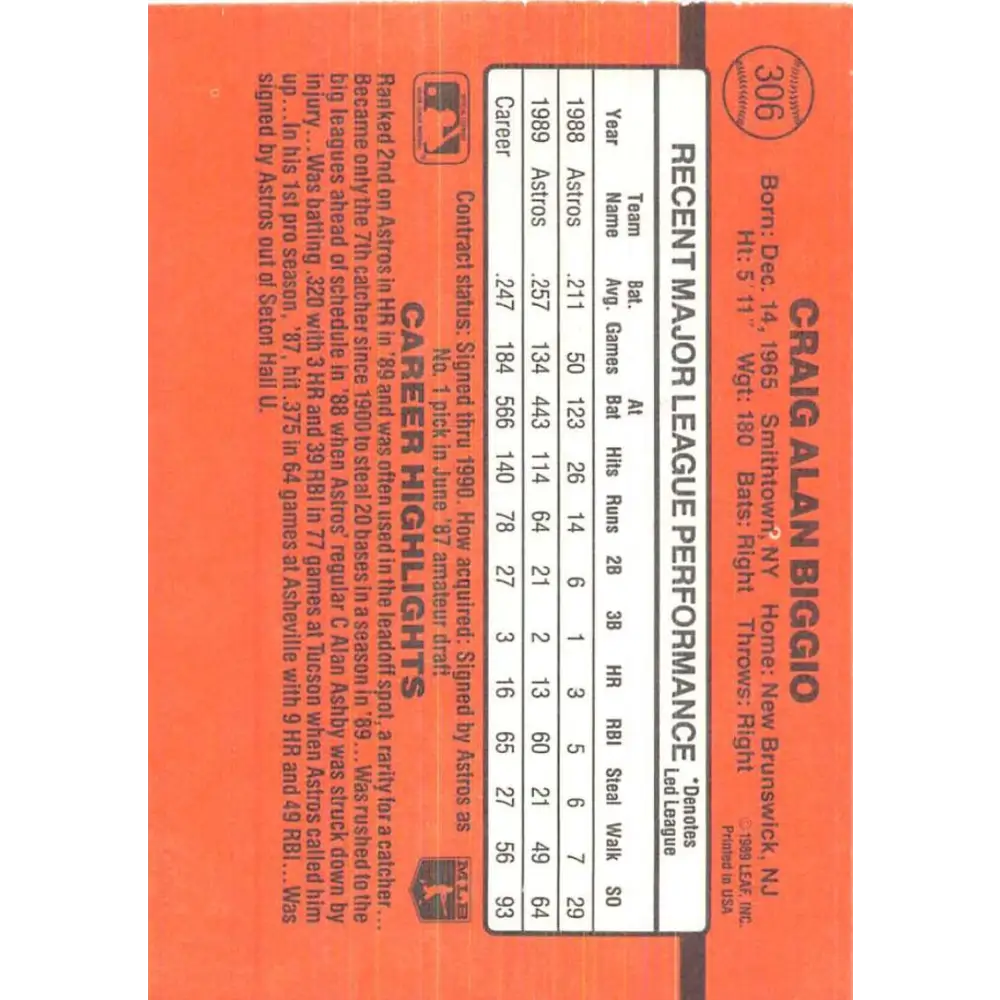 306
CRAIG ALAN BIGGIO
Born: Dec. 14, 1965 Smithtown, NY Home: New Brunswick, NJ
Ht: 5' 11" Wgt: 180 Bats: Right Throws: Right
©1989 LEAF, INC.
Printed in USA
RECENT MAJOR LEAGUE PERFORMANCE *Denotes Led League
Year Team Name Bat. Avg. Games At Bat Hits Runs 2B 3B HR RBI Steal Walk SO
1988 Astros .211 50 123 26 14 6 1 3 5 6 7 29
1989 Astros .257 134 443 114 64 21 2 13 60 21 49 64
Career .247 184 566 140 78 27 3 16 65 27 56 93
Contract status: Signed thru 1990. How acquired: Signed by Astros as
No. 1 pick in June '87 amateur draft
MLB
CAREER HIGHLIGHTS
Ranked 2nd on Astros in HR in '89 and was often used in the leadoff spot, a rarity for a catcher...
Became only the 7th catcher since 1900 to steal 20 bases in a season in '89...Was rushed to the
big leagues ahead of schedule in '88 when Astros' regular C Alan Ashby was struck down by
injury...Was batting .320 with 3 HR and 39 RBI in 77 games at Tucson when Astros called him
up...In his 1st pro season, '87, hit .375 in 64 games at Asheville with 9 HR and 49 RBI...Was
signed by Astros out of Seton Hall U.